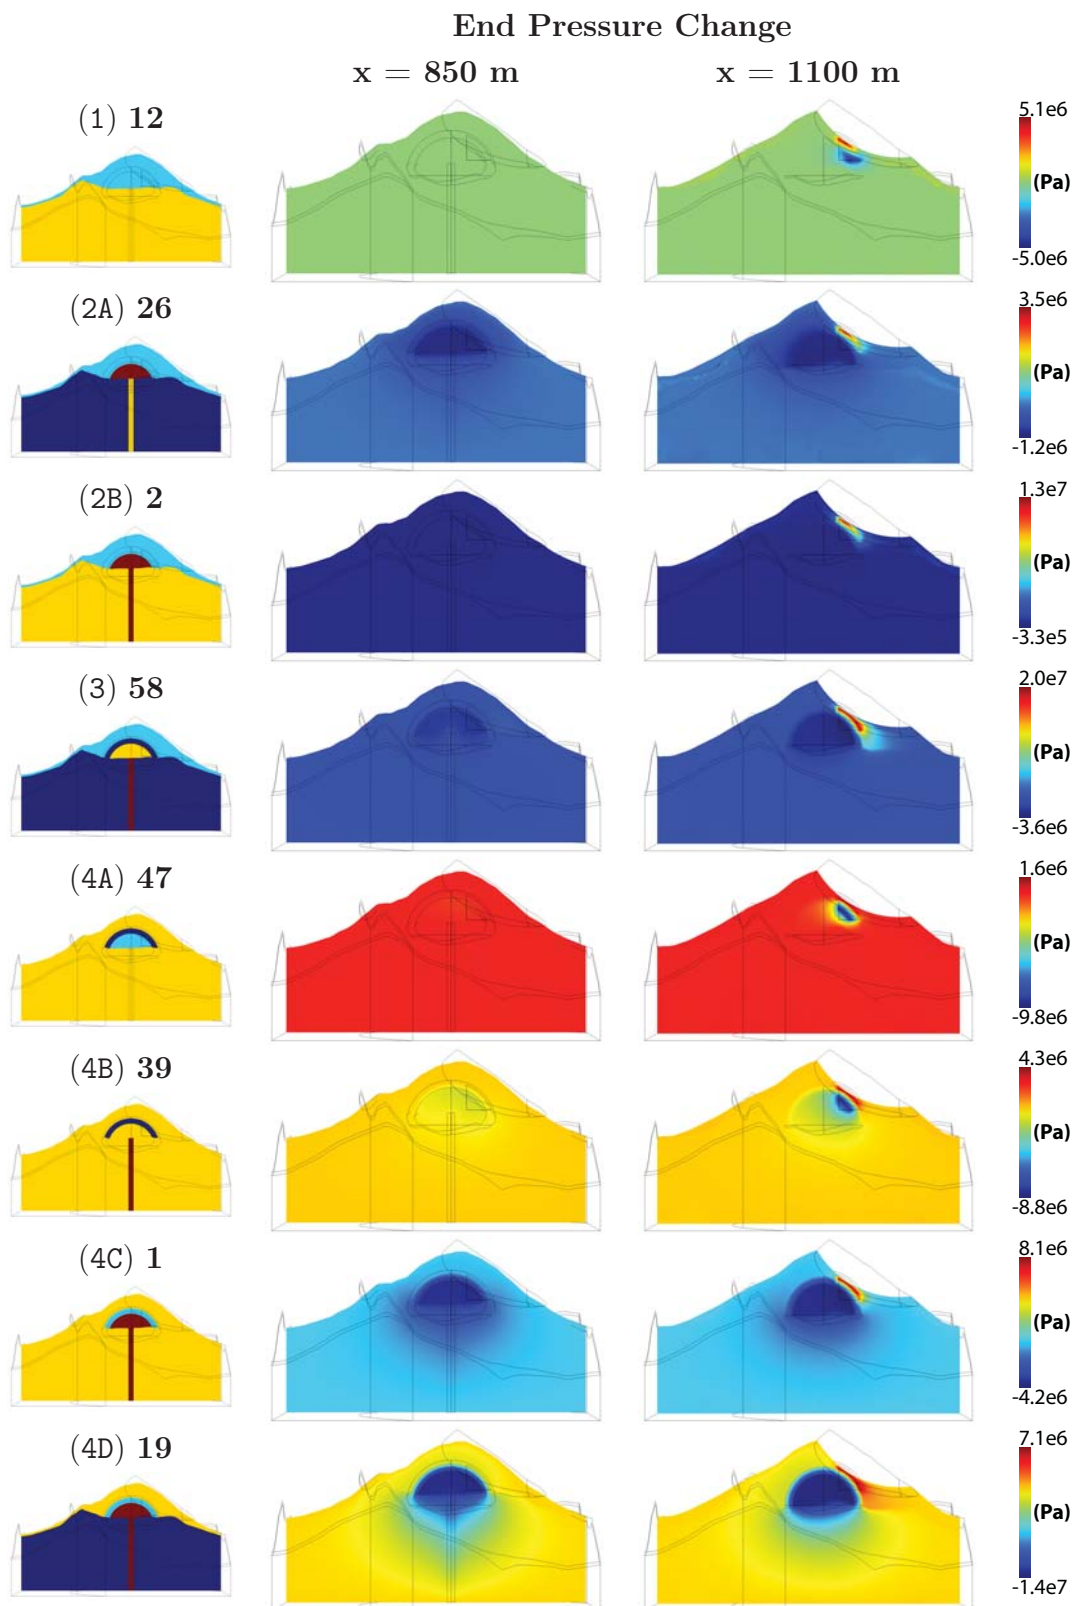 End Pressure Change
x = 850 m
x = 1100 m
(1) 12
5.1e6
(Pa)
-5.0e6
(2A) 26
3.5e6
(Pa)
-1.2e6
(2B) 2
1.3e7
(Pa)
-3.3e5
(3) 58
2.0e7
(Pa)
-3.6e6
(4A) 47
1.6e6
(Pa)
-9.8e6
(4B) 39
4.3e6
(Pa)
-8.8e6
(4C) 1
8.1e6
(Pa)
-4.2e6
(4D) 19
7.1e6
(Pa)
-1.4e7